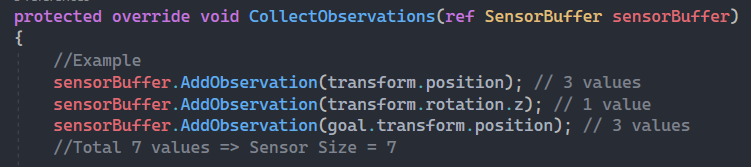 protected override void CollectObservations(ref SensorBuffer sensorBuffer)
{
//Example
sensorBuffer.AddObservation(transform.position); // 3 values
sensorBuffer.AddObservation(transform.rotation.z); // 1 value
sensorBuffer.AddObservation(goal.transform.position); // 3 values
//Total 7 values => Sensor Size = 7